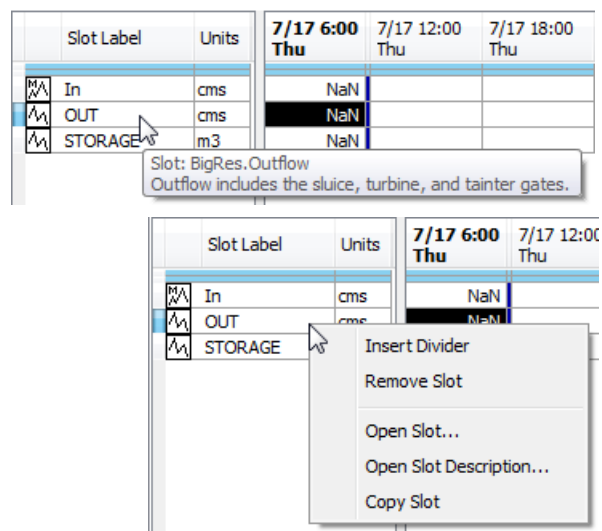 Slot Label Units 7/17 6:00 7/17 12:00 7/17 18:00
Thu Thu Thu
In cms NaN
OUT cms NaN
STORAGE m3 NaN
Slot: BigRes.Outflow
Outflow includes the sluice, turbine, and tainter gates.
Slot Label Units 7/17 6:00 7/17 12:00
Thu Thu
In cms NaN
OUT cms NaN
STORAGE
Insert Divider
Remove Slot
Open Slot...
Open Slot Description...
Copy Slot